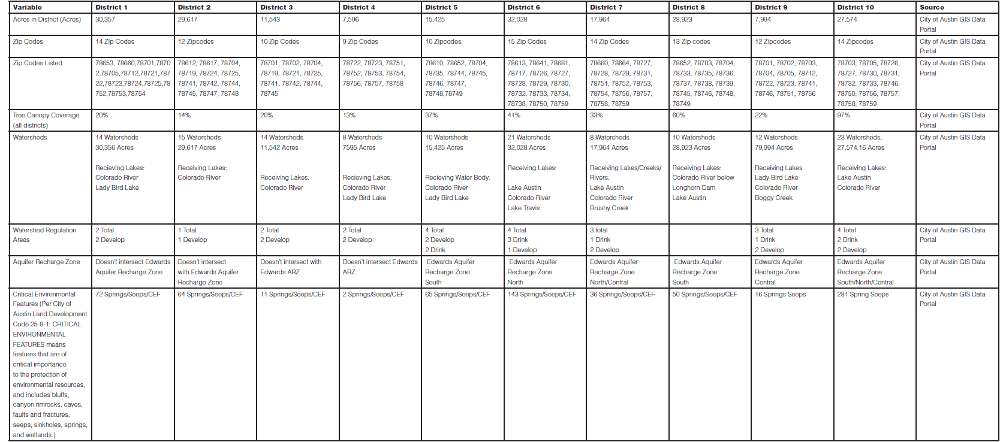 Variable
District 1
District 2
District 3
District 4
District 5
District 6
District 7
District 8
District 9
District 10
Source
Acres in District (Acres)
30,357
29,617
11,543
7,596
15,425
32,028
17,964
28,923
7,994
27,574
City of Austin GIS Data
Portal
Zip Codes
14 Zip Codes
12 Zipcodes
10 Zip Codes
9 Zip Codes
10 Zipcodes
15 Zip Codes
14 Zip Codes
13 Zip codes
12 Zipcodes
14 Zipcodes
City of Austin GIS Data
Portal
Zip Codes Listed
78653, 78660,78701,7870
2,78705,78712,78721,787
22,78723,78724,78725,78
752,78753,78754
78612, 78617, 78704,
78719, 78724, 78725,
78741, 78742, 78744,
78745, 78747, 78748
78701, 78702, 78704,
78719, 78721, 78725,
78741, 78742, 78744,
78745
78722, 78723, 78751,
78752, 78753, 78754,
78756, 78757, 78758
78610, 78652, 78704,
78735, 78744, 78745,
78746, 78747,
78748,78749
78613, 78641, 78681,
78717, 78726, 78727,
78728, 78729, 78730,
78732, 78733, 78734,
78738, 78750, 78759
78660, 78664, 78727,
78728, 78729, 78731,
78751, 78752, 78753,
78754, 78756, 78757,
78758, 78759
78652, 78703, 78704,
78733, 78735, 78736,
78737, 78738, 78739,
78745, 78746, 78748,
78749
78701, 78702, 78703,
78704, 78705, 78712,
78722, 78723, 78741,
78746, 78751, 78756
78703, 78705, 78726,
78727, 78730, 78731,
78732, 78733, 78746,
78750, 78756, 78757,
78758, 78759
City of Austin GIS Data
Portal
Tree Canopy Coverage
(all districts)
20%
14%
20%
13%
37%
41%
33%
60%
22%
97%
City of Austin GIS Data
Portal
Watersheds
14 Watersheds
30,356 Acres
Recieving Lakes:
Colorado River
Lady Bird Lake
15 Watersheds
29,617 Acres
Receiving Lakes:
Colorado River
14 Watersheds
11,542 Acres
Receiving Lakes:
Colorado River
8 Watersheds
7595 Acres
Recieving Lakes:
Colorado River
Lady Bird Lake
10 Watersheds
15,425 Acres
Recieving Water Body:
Colorado River
Lady Bird Lake
21 Watersheds
32,028 Acres
Receiving Lakes:
Lake Austin
Colorado River
Lake Travis
8 Watersheds
17,964 Acres
Receiving Lakes/Creeks/
Rivers:
Lake Austin
Colorado River
Brushy Creek
10 Watersheds
28,923 Acres
Receiving Lakes:
Colorado River below
Longhorn Dam
Lake Austin
12 Watersheds
79,994 Acres
Receiving Lakes
Lady Bird Lake
Colorado River
Boggy Creek
23 Watersheds,
27,574.16 Acres
Receiving Lakes:
Lake Austin
Colorado River
City of Austin GIS Data
Portal
Watershed Regulation
Areas
2 Total
2 Develop
1 Total
1 Develop
2 Total
2 Develop
2 Total
2 Develop
4 Total
2 Develop
2 Drink
4 Total
3 Drink
1 Develop
3 total
1 Drink
2 Develop
3 Total
1 Drink
2 Develop
4 Total
2 Drink
2 Develop
City of Austin GIS Data
Portal
Aquifer Recharge Zone
Doesn't intersect Edwards
Aquifer Recharge Zone
Doesn't intersect
with Edwards Aquifer
Recharge Zone
Doesn't intersect with
Edwards ARZ
Doesn't intersect Edwards
ARZ
Edwards Aquifer
Recharge Zone
South
Edwards Aquifer
Recharge Zone
North
Edwards Aquifer
Recharge Zone
North/Central
Edwards Aquifer
Recharge Zone
South
Edwards Aquifer
Recharge Zone
Central
Edwards Aquifer
Recharge Zone
South/North/Central
City of Austin GIS Data
Portal
Critical Environmental
Features (Per City of
Austin Land Development
Code 25-8-1: CRITICAL
ENVIRONMENTAL
FEATURES means
features that are of
critical importance
to the protection of
environmental resources,
and includes bluffs,
canyon rimrocks, caves,
faults and fractures,
seeps, sinkholes, springs,
and wetlands.)
72 Springs/Seeps/CEF
64 Springs/Seeps/CEF
11 Springs/Seeps/CEF
2 Springs/Seeps/CEF
65 Springs/Seeps/CEF
143 Springs/Seeps/CEF
36 Springs/Seeps/CEF
50 Springs/Seeps/CEF
16 Springs Seeps
281 Spring Seeps
City of Austin GIS Data
Portal